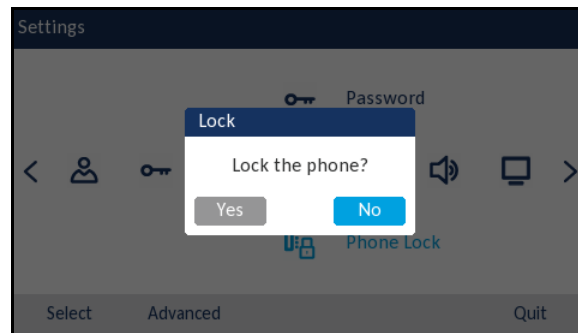 Settings
Password
Lock
Lock the phone?
Yes No
Phone Lock
Select Advanced Quit